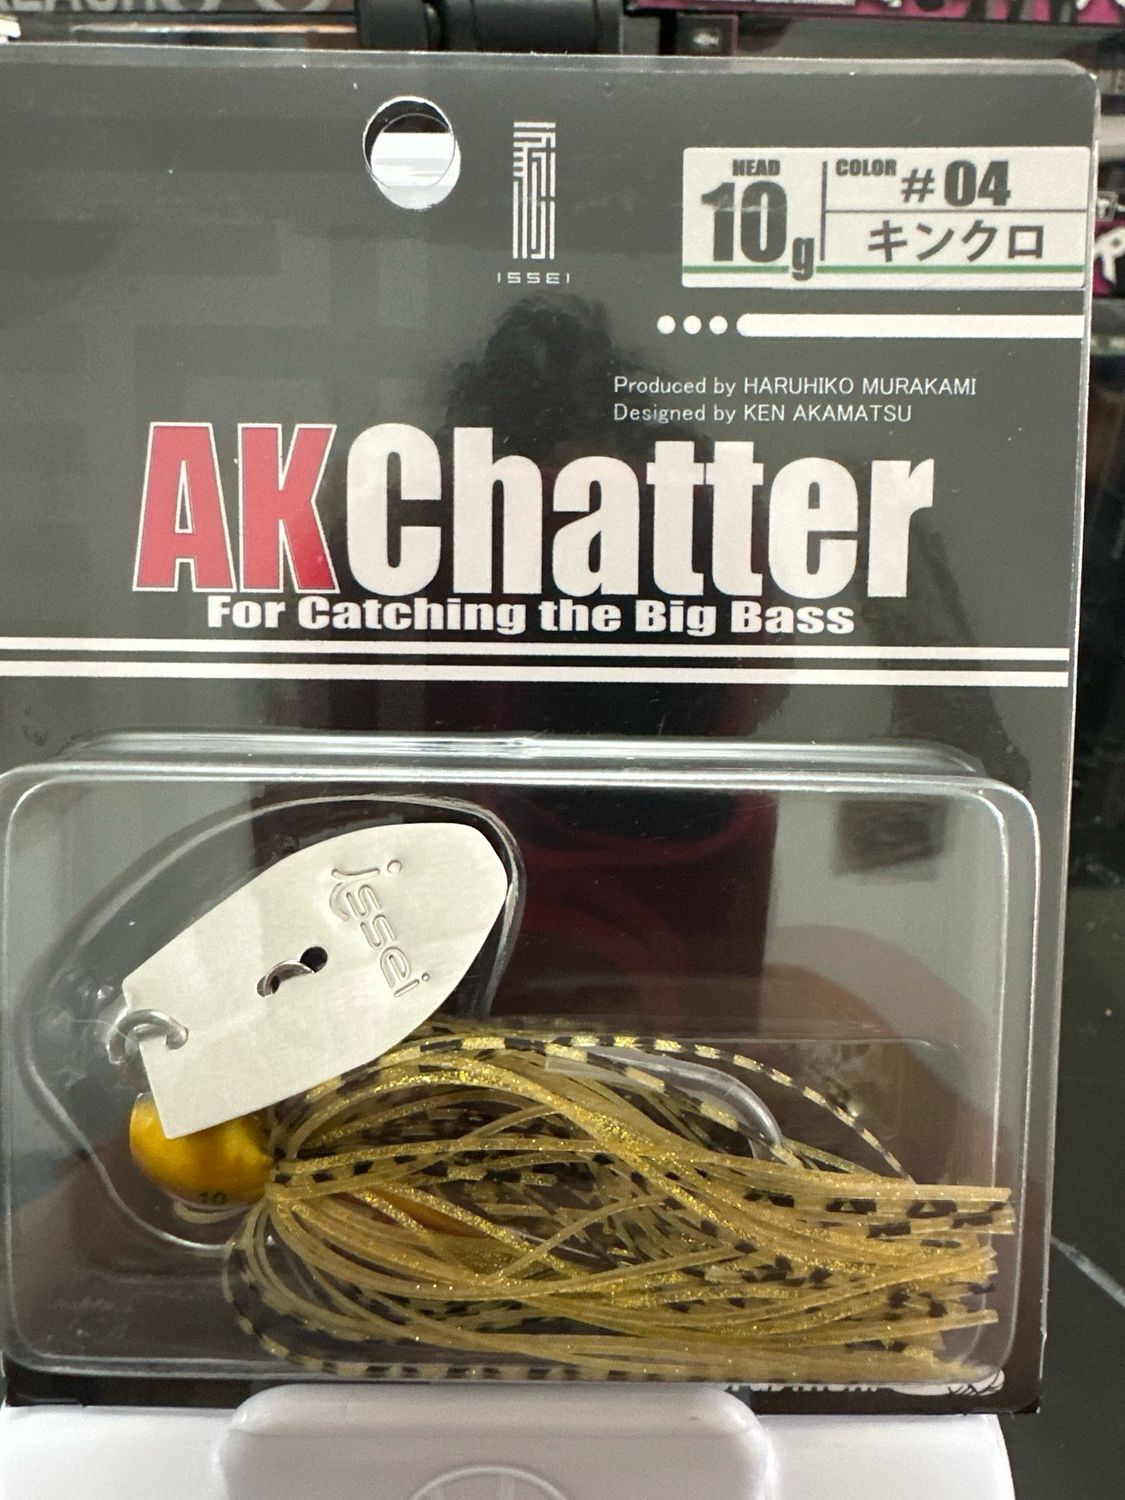 ISSEI
HEAD
10g
COLOR #04
キンクロ
Produced by HARUHIKO MURAKAMI
Designed by KEN AKAMATSU
AKChatter
For Catching the Big Bass
issei
10